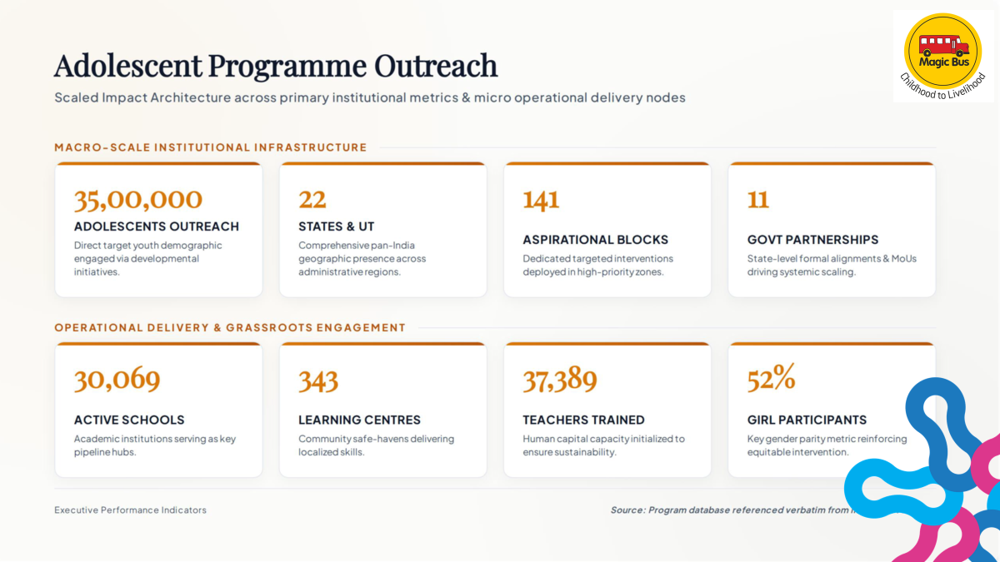 Magic Bus
Childhood to Livelihood
Adolescent Programme Outreach
Scaled Impact Architecture across primary institutional metrics & micro operational delivery nodes
MACRO-SCALE INSTITUTIONAL INFRASTRUCTURE
35,00,000
ADOLESCENTS OUTREACH
Direct target youth demographic
engaged via developmental
initiatives.
22
STATES & UT
Comprehensive pan-India
geographic presence across
administrative regions.
141
ASPIRATIONAL BLOCKS
Dedicated targeted interventions
deployed in high-priority zones.
11
GOVT PARTNERSHIPS
State-level formal alignments & MoUs
driving systemic scaling.
OPERATIONAL DELIVERY & GRASSROOTS ENGAGEMENT
30,069
ACTIVE SCHOOLS
Academic institutions serving as key
pipeline hubs.
343
LEARNING CENTRES
Community safe-havens delivering
localized skills.
37,389
TEACHERS TRAINED
Human capital capacity initialized to
ensure sustainability.
52%
GIRL PARTICIPANTS
Key gender parity metric reinforcing
equitable intervention.
Executive Performance Indicators
Source: Program database referenced verbatim from